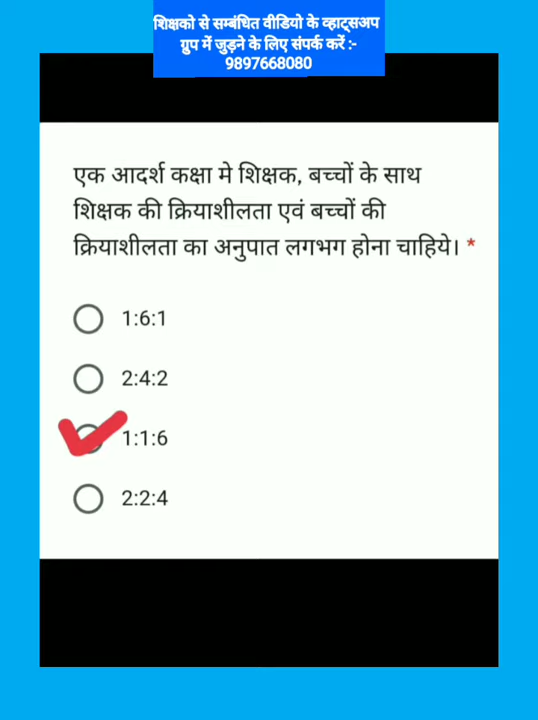 शिक्षको से सम्बंधित वीडियो के व्हाट्सअप
ग्रुप में जुड़ने के लिए संपर्क करें :-
9897668080
एक आदर्श कक्षा मे शिक्षक, बच्चों के साथ
शिक्षक की क्रियाशीलता एवं बच्चों की
क्रियाशीलता का अनुपात लगभग होना चाहिये। *
1:6:1
2:4:2
1:1:6
2:2:4